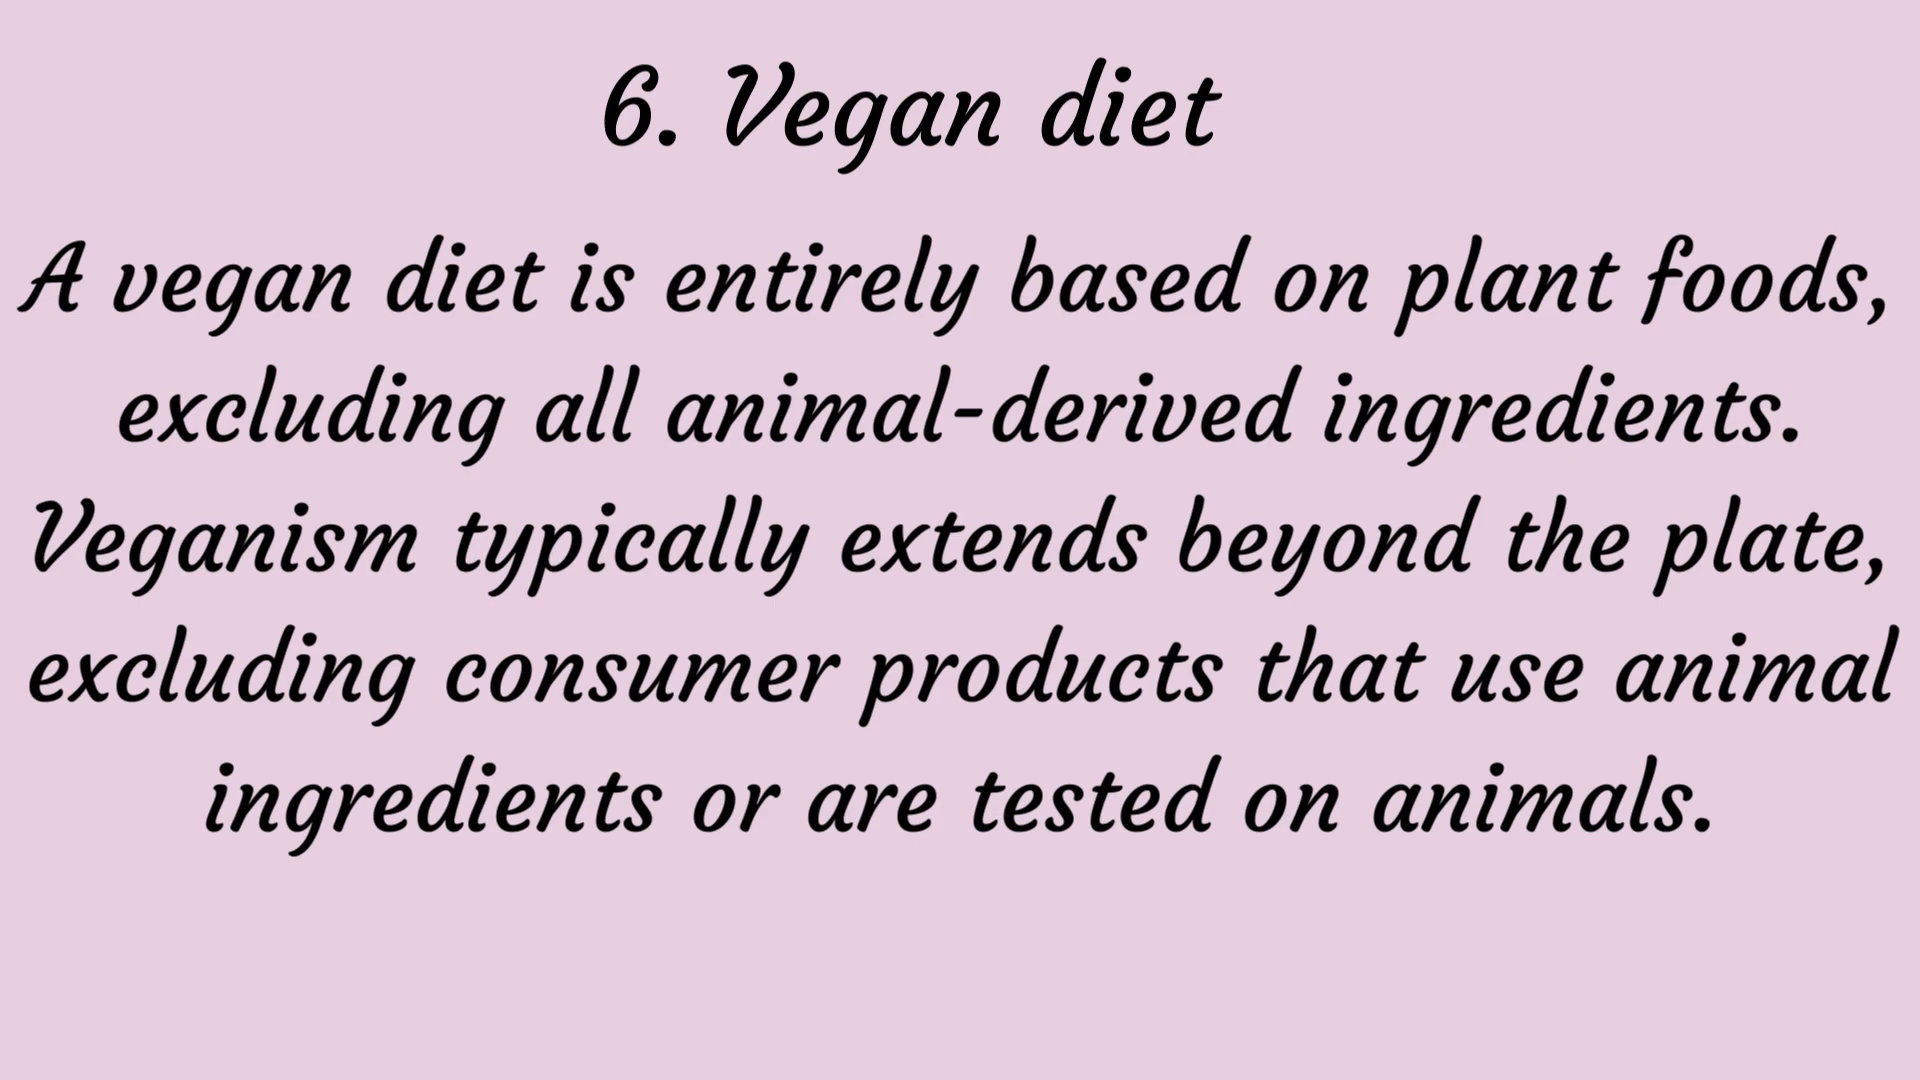 6. Vegan diet
A vegan diet is entirely based on plant foods,
excluding all animal-derived ingredients.
Veganism typically extends beyond the plate,
excluding consumer products that use animal
ingredients or are tested on animals.